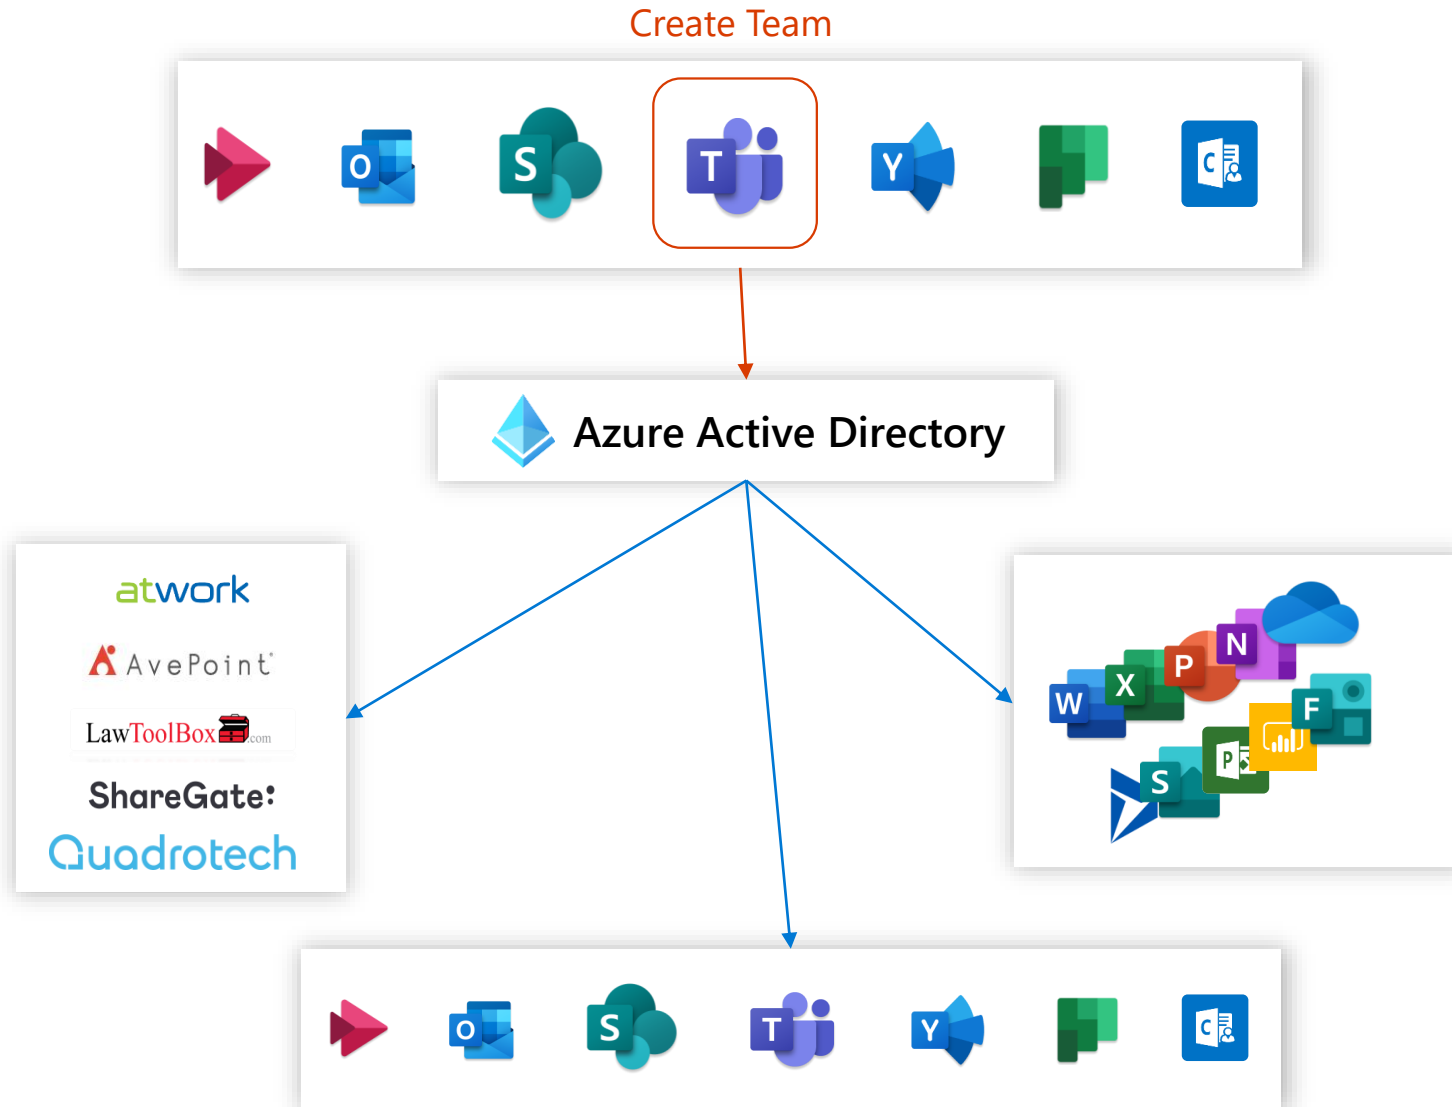 Create Team
O
S
T
Y
C
Azure Active Directory
atwork
AvePoint
LawToolBox.com
ShareGate:
Quadrotech
N
P
X
W
F
P
S
O
S
T
Y
C